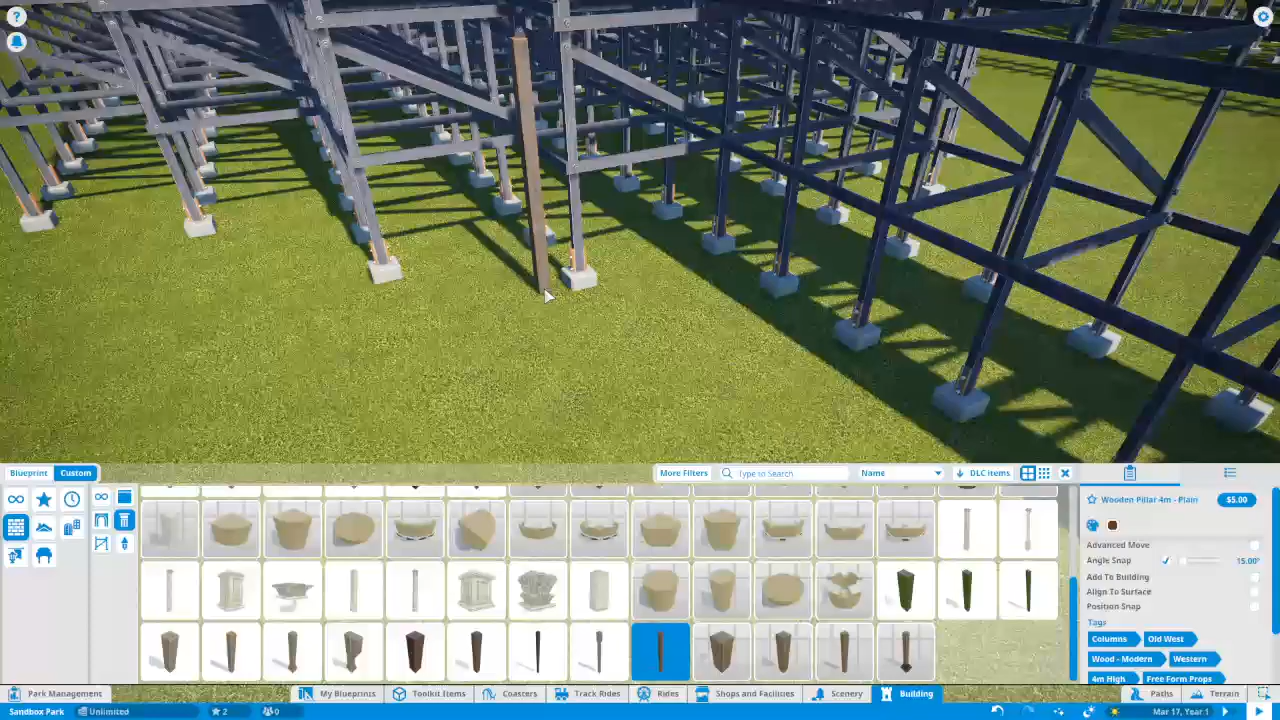 ?
Blueprint Custom More Filters Type to Search Name DLC items
Wooden Pillar 4m - Plain $5.00
Advanced Move
Angle Snap 15.00°
Add To Building
Align To Surface
Position Snap
Tags
Columns Old West
Wood - Modern Western
4m High Free Form Props
Park Management My Blueprints Toolkit Items Coasters Track Rides Rides Shops and Facilities Scenery Building Paths Terrain
Sandbox Park Unlimited 2 0 Mar 17, Year 1